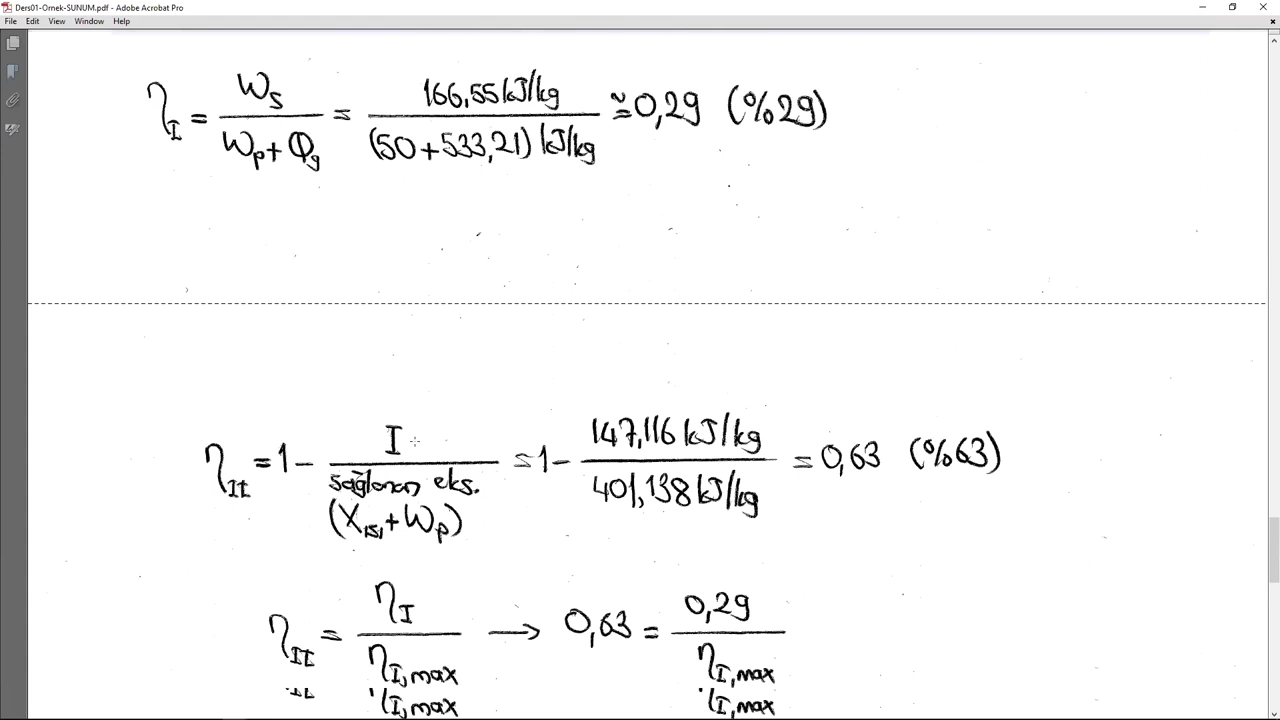 Ders01-Ornek-SUNUM.pdf - Adobe Acrobat Pro
File Edit View Window Help
η_I = W_s / (W_p + Q_g) = 166,55 kJ/kg / (50 + 533,21) kJ/kg ≅ 0,29 (%29)
η_II = 1 - I / sağlanan eks. (X_ısı + W_p) = 1 - 147,116 kJ/kg / 401,138 kJ/kg = 0,63 (%63)
η_II = η_I / η_I,max → 0,63 = 0,29 / η_I,max